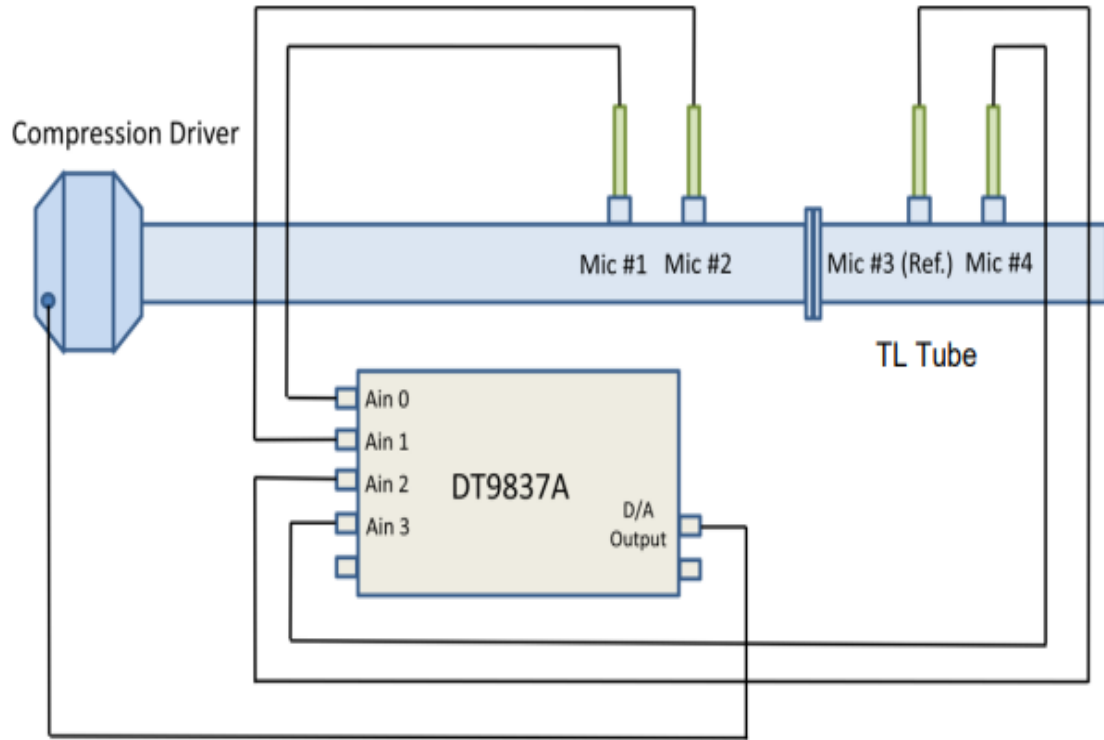 Compression Driver
Mic #1
Mic #2
Mic #3 (Ref.)
Mic #4
TL Tube
Ain 0
Ain 1
Ain 2
Ain 3
DT9837A
D/A
Output